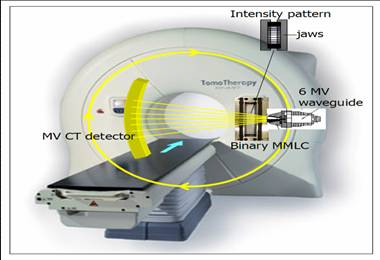 Intensity pattern
jaws
TomoTherapy
6 MV
waveguide
MV CT detector
Binary MMLC